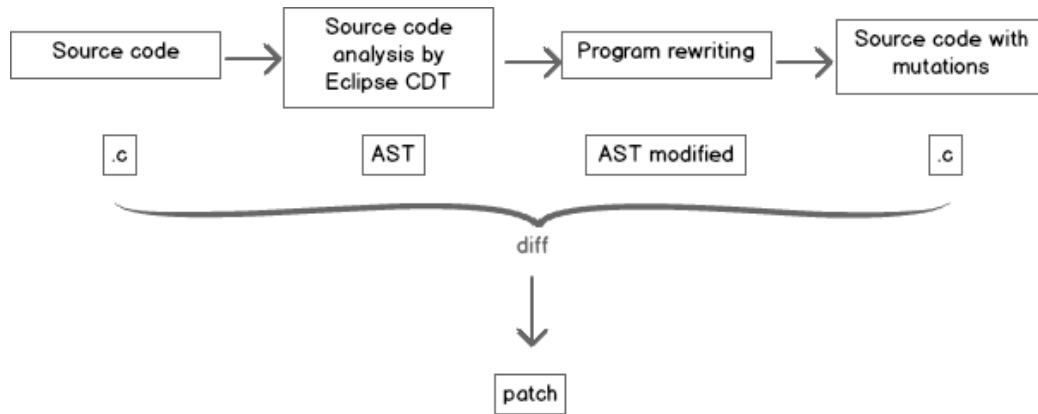 Source code
Source code
analysis by
Eclipse CDT
Program rewriting
Source code with
mutations
.c
AST
AST modified
.c
diff
patch